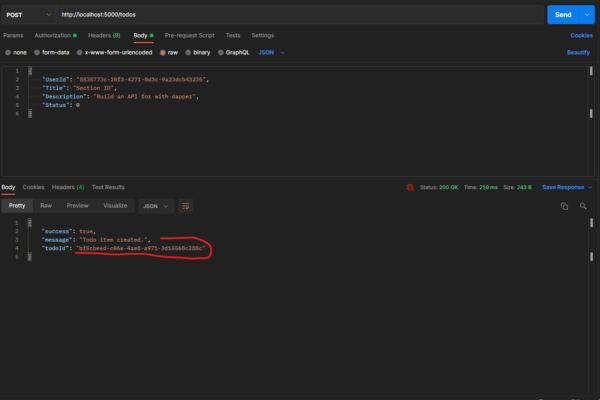 POST http://localhost:5000/todos Send
Params Authorization Headers (9) Body Pre-request Script Tests Settings Cookies
none form-data x-www-form-urlencoded raw binary GraphQL JSON Beautify
1 {
2 "UserId": "8638773c-20f3-4271-8d3c-9a23dcb43235",
3 "Title": "Section 10",
4 "Description": "Build an API for with dapper",
5 "Status": 0
6 }
Body Cookies Headers (4) Test Results Status: 200 OK Time: 259 ms Size: 243 B Save Response
Pretty Raw Preview Visualize JSON
1 {
2 "success": true,
3 "message": "Todo item created.",
4 "todoId": "bf5cbeed-c06e-4ae8-a971-3d15568c208c"
5 }